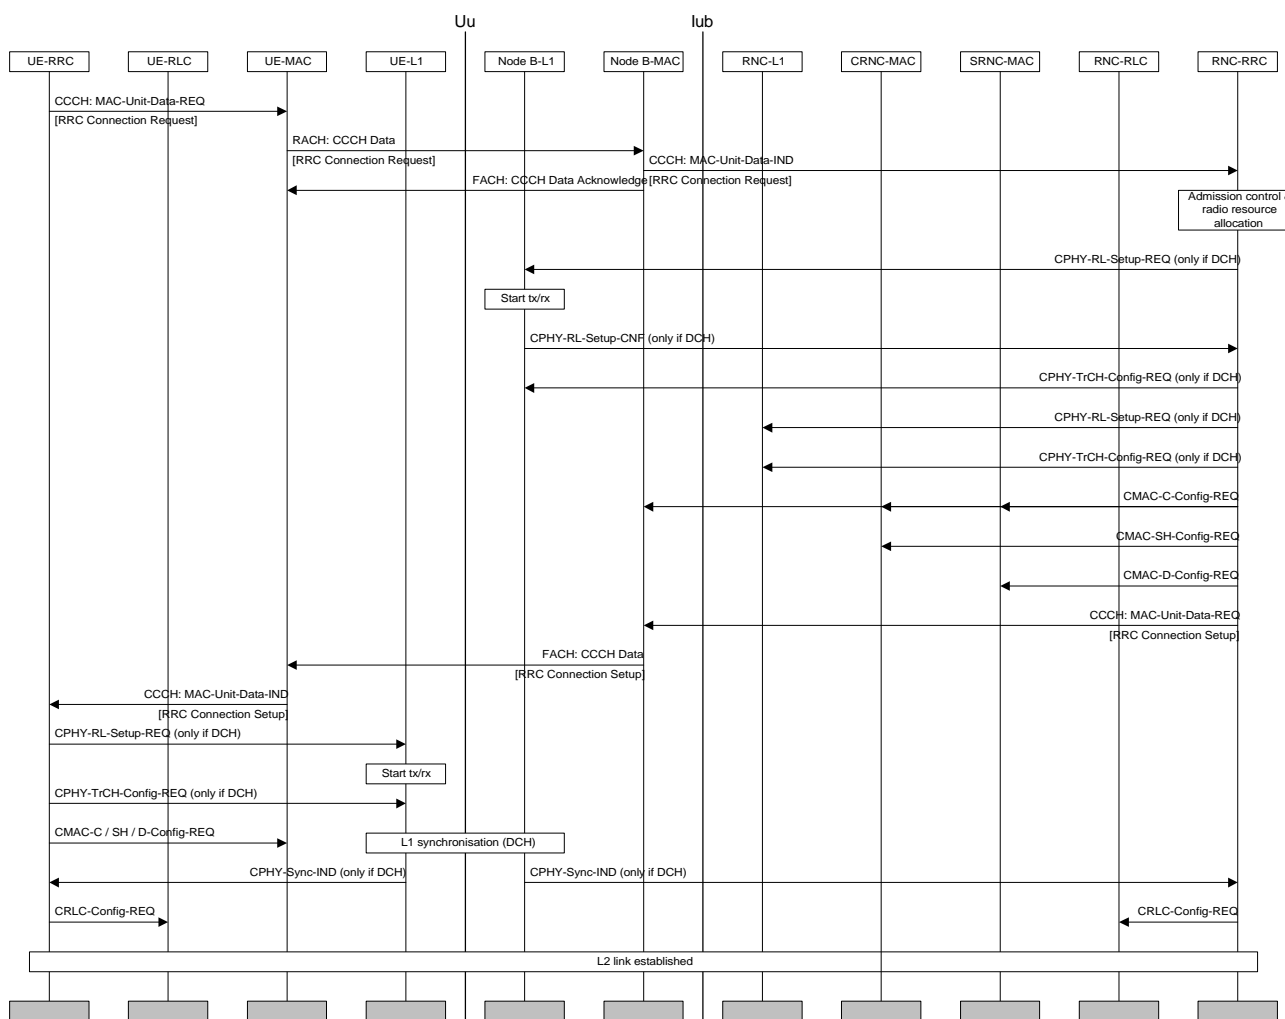 Uu
Iub
UE-RRC
UE-RLC
UE-MAC
UE-L1
Node B-L1
Node B-MAC
RNC-L1
CRNC-MAC
SRNC-MAC
RNC-RLC
RNC-RRC
CCCH: MAC-Unit-Data-REQ
[RRC Connection Request]
RACH: CCCH Data
[RRC Connection Request]
CCCH: MAC-Unit-Data-IND
[RRC Connection Request]
FACH: CCCH Data Acknowledge
Admission control &
radio resource
allocation
CPHY-RL-Setup-REQ (only if DCH)
Start tx/rx
CPHY-RL-Setup-CNF (only if DCH)
CPHY-TrCH-Config-REQ (only if DCH)
CPHY-RL-Setup-REQ (only if DCH)
CPHY-TrCH-Config-REQ (only if DCH)
CMAC-C-Config-REQ
CMAC-SH-Config-REQ
CMAC-D-Config-REQ
CCCH: MAC-Unit-Data-REQ
[RRC Connection Setup]
FACH: CCCH Data
[RRC Connection Setup]
CCCH: MAC-Unit-Data-IND
[RRC Connection Setup]
CPHY-RL-Setup-REQ (only if DCH)
Start tx/rx
CPHY-TrCH-Config-REQ (only if DCH)
CMAC-C / SH / D-Config-REQ
L1 synchronisation (DCH)
CPHY-Sync-IND (only if DCH)
CPHY-Sync-IND (only if DCH)
CRLC-Config-REQ
CRLC-Config-REQ
L2 link established